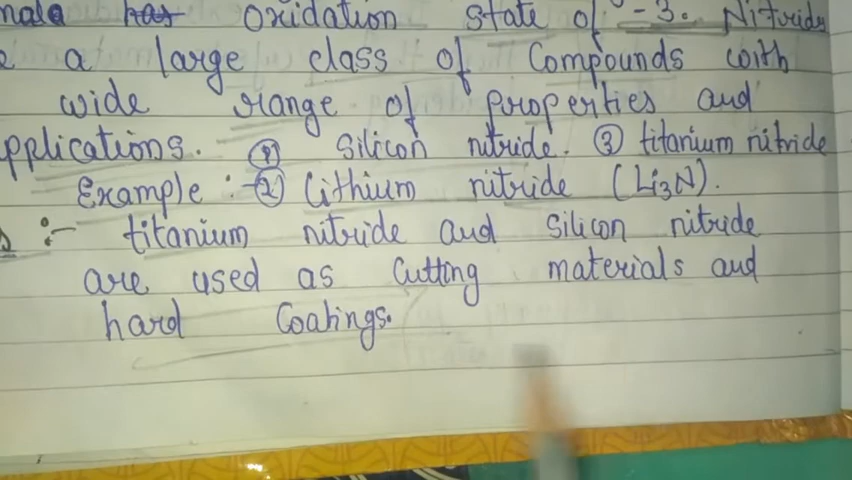 has oxidation state of -3. Nitride
a large class of compounds with
wide range of properties and
pplications. ① Silicon nitride. ③ titanium nitride
Example :- ② Lithium nitride (Li3N).
:- titanium nitride and silicon nitride
are used as cutting materials and
hard Coatings.